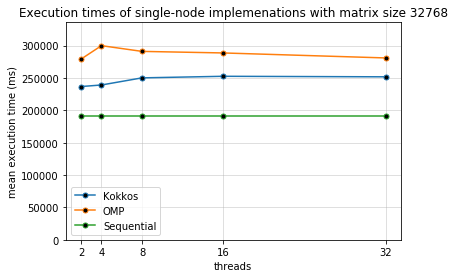 Execution times of single-node implemenations with matrix size 32768
mean execution time (ms)
300000
250000
200000
150000
100000
50000
0
Kokkos
OMP
Sequential
2 4 8 16 32
threads